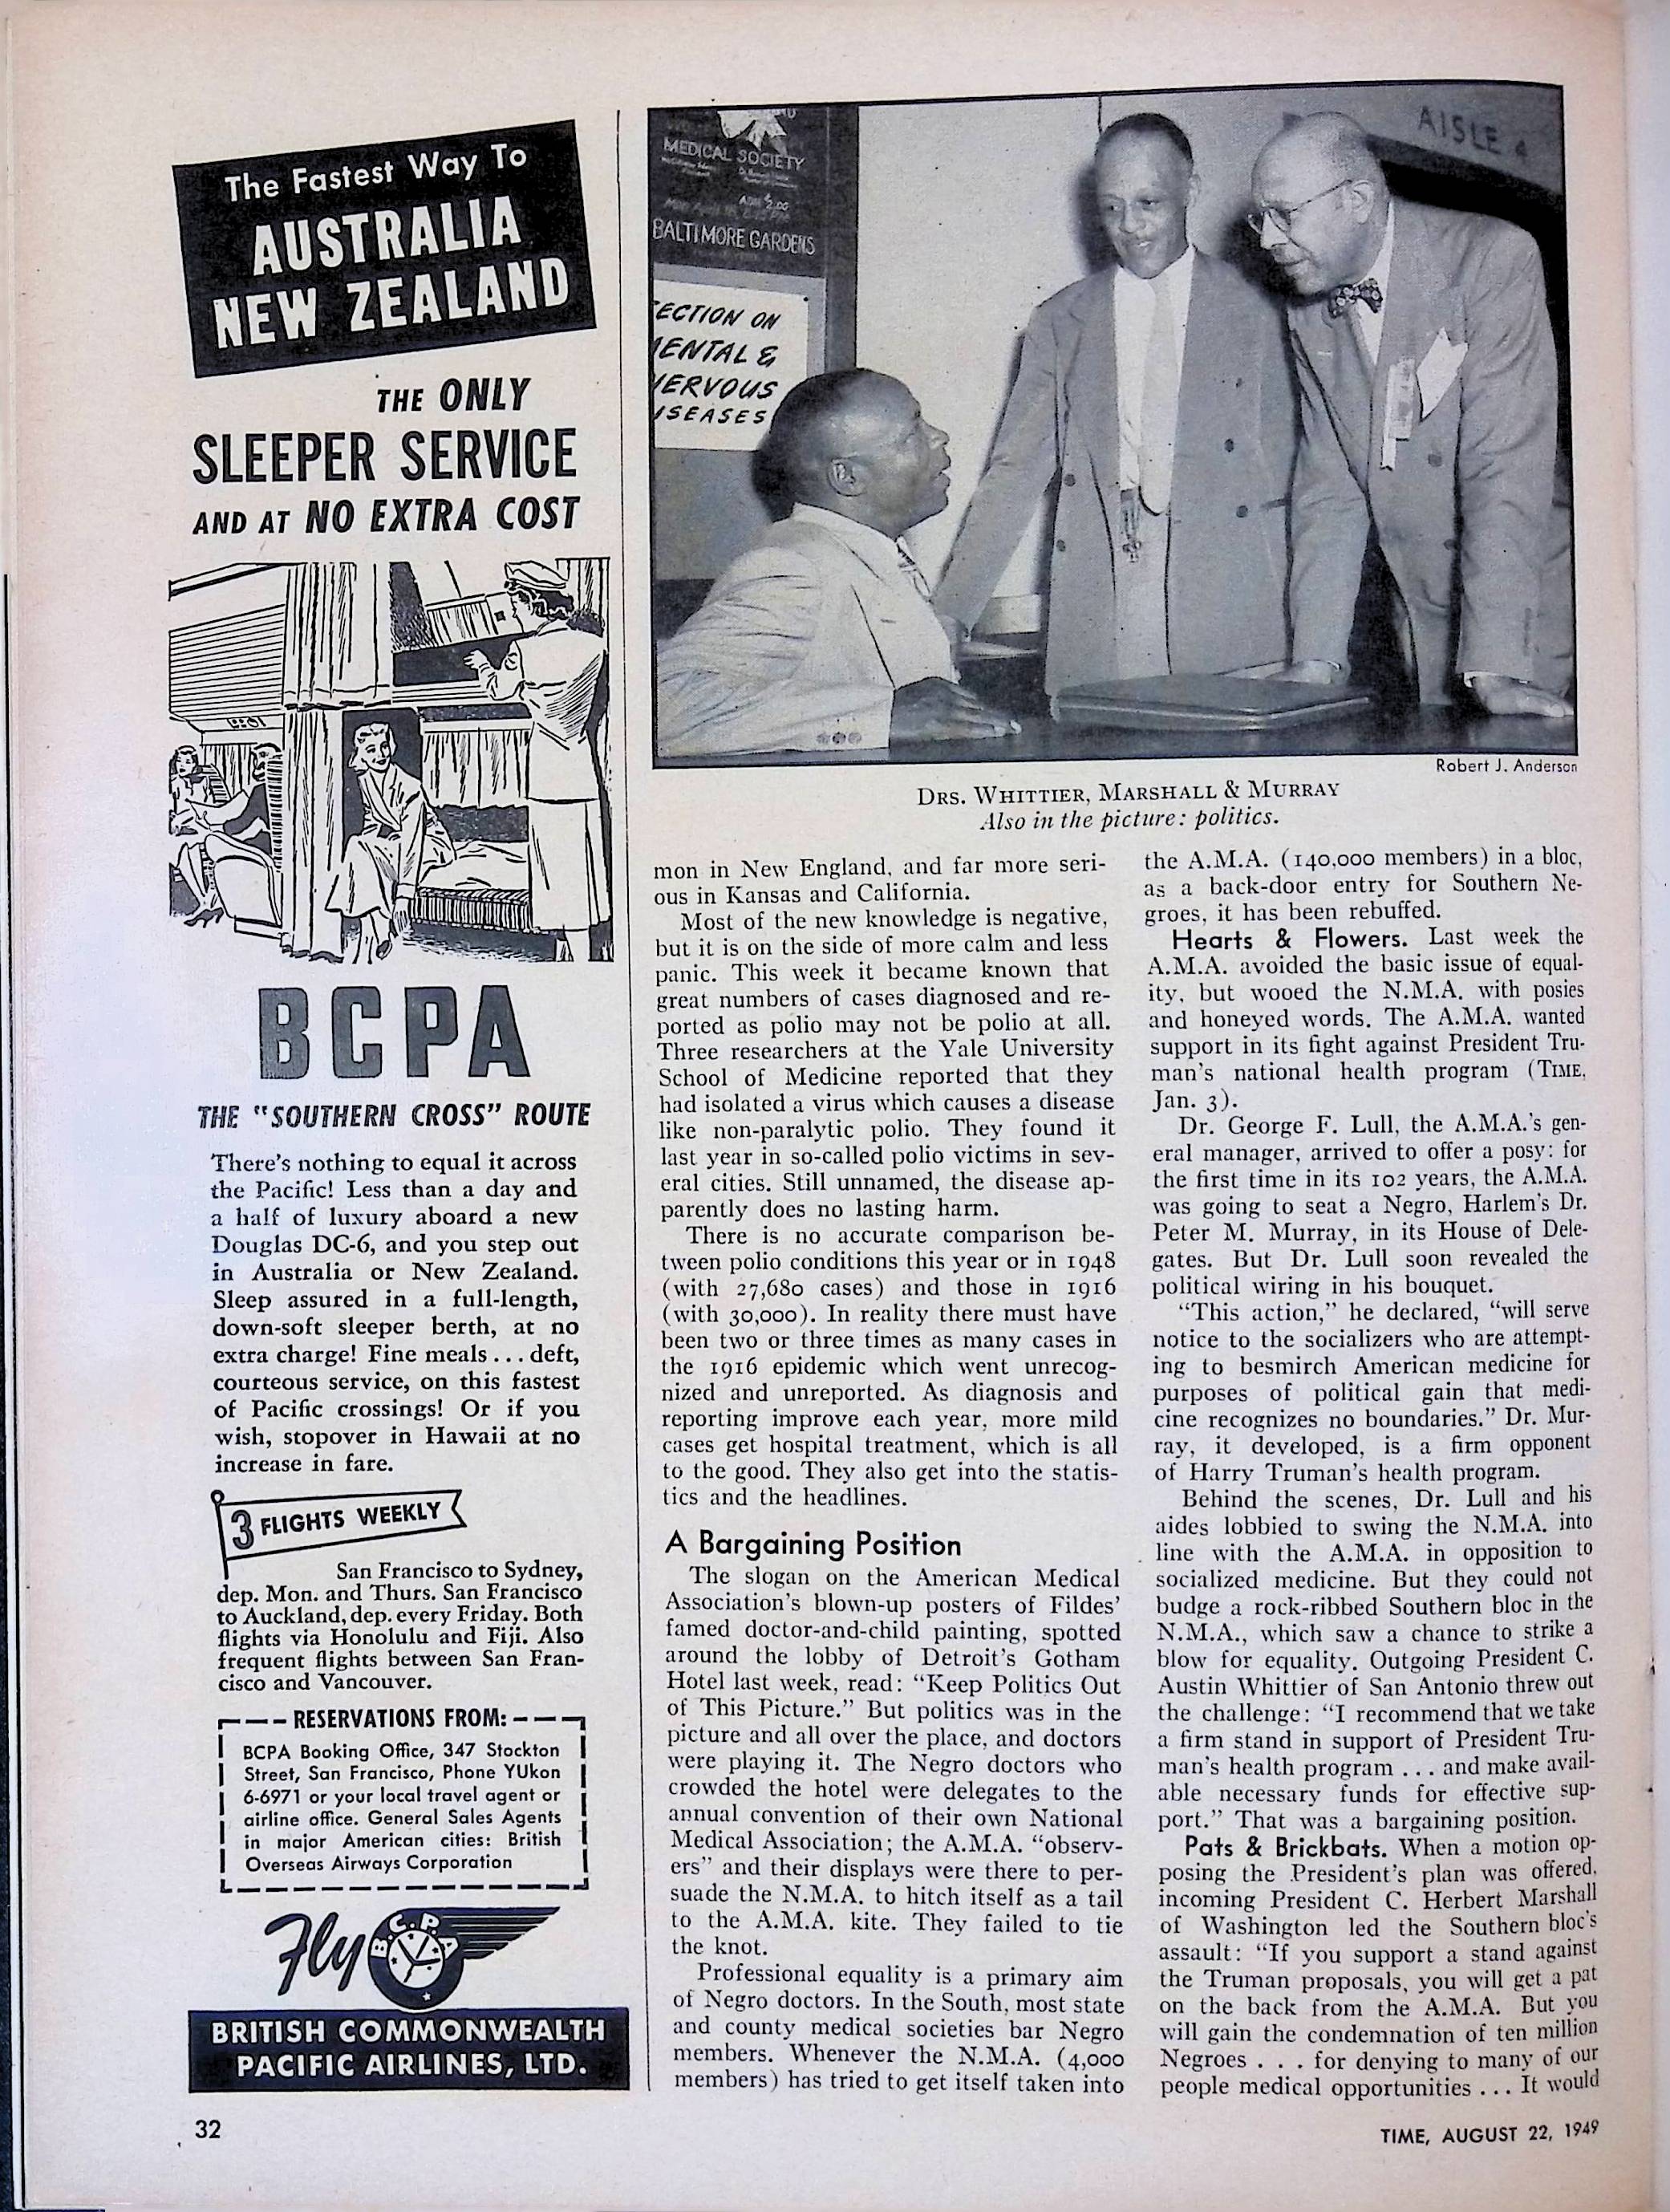 The Fastest Way To
AUSTRALIA
NEW ZEALAND
THE ONLY
SLEEPER SERVICE
AND AT NO EXTRA COST
BCPA
THE "SOUTHERN CROSS" ROUTE
There's nothing to equal it across
the Pacific! Less than a day and
a half of luxury aboard a new
Douglas DC-6, and you step out
in Australia or New Zealand.
Sleep assured in a full-length,
down-soft sleeper berth, at no
extra charge! Fine meals ... deft,
courteous service, on this fastest
of Pacific crossings! Or if you
wish, stopover in Hawaii at no
increase in fare.
3 FLIGHTS WEEKLY
San Francisco to Sydney,
dep. Mon. and Thurs. San Francisco
to Auckland, dep. every Friday. Both
flights via Honolulu and Fiji. Also
frequent flights between San Fran-
cisco and Vancouver.
RESERVATIONS FROM:
BCPA Booking Office, 347 Stockton
Street, San Francisco, Phone YUkon
6-6971 or your local travel agent or
airline office. General Sales Agents
in major American cities: British
Overseas Airways Corporation
Fly B.C.P.A
BRITISH COMMONWEALTH
PACIFIC AIRLINES, LTD.
MEDICAL SOCIETY
ADM $2.00
BALTIMORE GARDENS
ECTION ON
ENTAL &
NERVOUS
ISEASES
AISLE 4
Robert J. Anderson
DRS. WHITTIER, MARSHALL & MURRAY
Also in the picture: politics.
mon in New England, and far more seri-
ous in Kansas and California.
Most of the new knowledge is negative,
but it is on the side of more calm and less
panic. This week it became known that
great numbers of cases diagnosed and re-
ported as polio may not be polio at all.
Three researchers at the Yale University
School of Medicine reported that they
had isolated a virus which causes a disease
like non-paralytic polio. They found it
last year in so-called polio victims in sev-
eral cities. Still unnamed, the disease ap-
parently does no lasting harm.
There is no accurate comparison be-
tween polio conditions this year or in 1948
(with 27,680 cases) and those in 1916
(with 30,000). In reality there must have
been two or three times as many cases in
the 1916 epidemic which went unrecog-
nized and unreported. As diagnosis and
reporting improve each year, more mild
cases get hospital treatment, which is all
to the good. They also get into the statis-
tics and the headlines.
A Bargaining Position
The slogan on the American Medical
Association's blown-up posters of Fildes'
famed doctor-and-child painting, spotted
around the lobby of Detroit's Gotham
Hotel last week, read: "Keep Politics Out
of This Picture." But politics was in the
picture and all over the place, and doctors
were playing it. The Negro doctors who
crowded the hotel were delegates to the
annual convention of their own National
Medical Association; the A.M.A. "observ-
ers" and their displays were there to per-
suade the N.M.A. to hitch itself as a tail
to the A.M.A. kite. They failed to tie
the knot.
Professional equality is a primary aim
of Negro doctors. In the South, most state
and county medical societies bar Negro
members. Whenever the N.M.A. (4,000
members) has tried to get itself taken into
the A.M.A. (140,000 members) in a bloc,
as a back-door entry for Southern Ne-
groes, it has been rebuffed.
Hearts & Flowers. Last week the
A.M.A. avoided the basic issue of equal-
ity, but wooed the N.M.A. with posies
and honeyed words. The A.M.A. wanted
support in its fight against President Tru-
man's national health program (TIME,
Jan. 3).
Dr. George F. Lull, the A.M.A.'s gen-
eral manager, arrived to offer a posy: for
the first time in its 102 years, the A.M.A.
was going to seat a Negro, Harlem's Dr.
Peter M. Murray, in its House of Dele-
gates. But Dr. Lull soon revealed the
political wiring in his bouquet.
"This action," he declared, "will serve
notice to the socializers who are attempt-
ing to besmirch American medicine for
purposes of political gain that medi-
cine recognizes no boundaries." Dr. Mur-
ray, it developed, is a firm opponent
of Harry Truman's health program.
Behind the scenes, Dr. Lull and his
aides lobbied to swing the N.M.A. into
line with the A.M.A. in opposition to
socialized medicine. But they could not
budge a rock-ribbed Southern bloc in the
N.M.A., which saw a chance to strike a
blow for equality. Outgoing President C.
Austin Whittier of San Antonio threw out
the challenge: "I recommend that we take
a firm stand in support of President Tru-
man's health program ... and make avail-
able necessary funds for effective sup-
port." That was a bargaining position.
Pats & Brickbats. When a motion op-
posing the President's plan was offered,
incoming President C. Herbert Marshall
of Washington led the Southern bloc's
assault: "If you support a stand against
the Truman proposals, you will get a pat
on the back from the A.M.A. But you
will gain the condemnation of ten million
Negroes . . . for denying to many of our
people medical opportunities ... It would
32
TIME, AUGUST 22, 1949